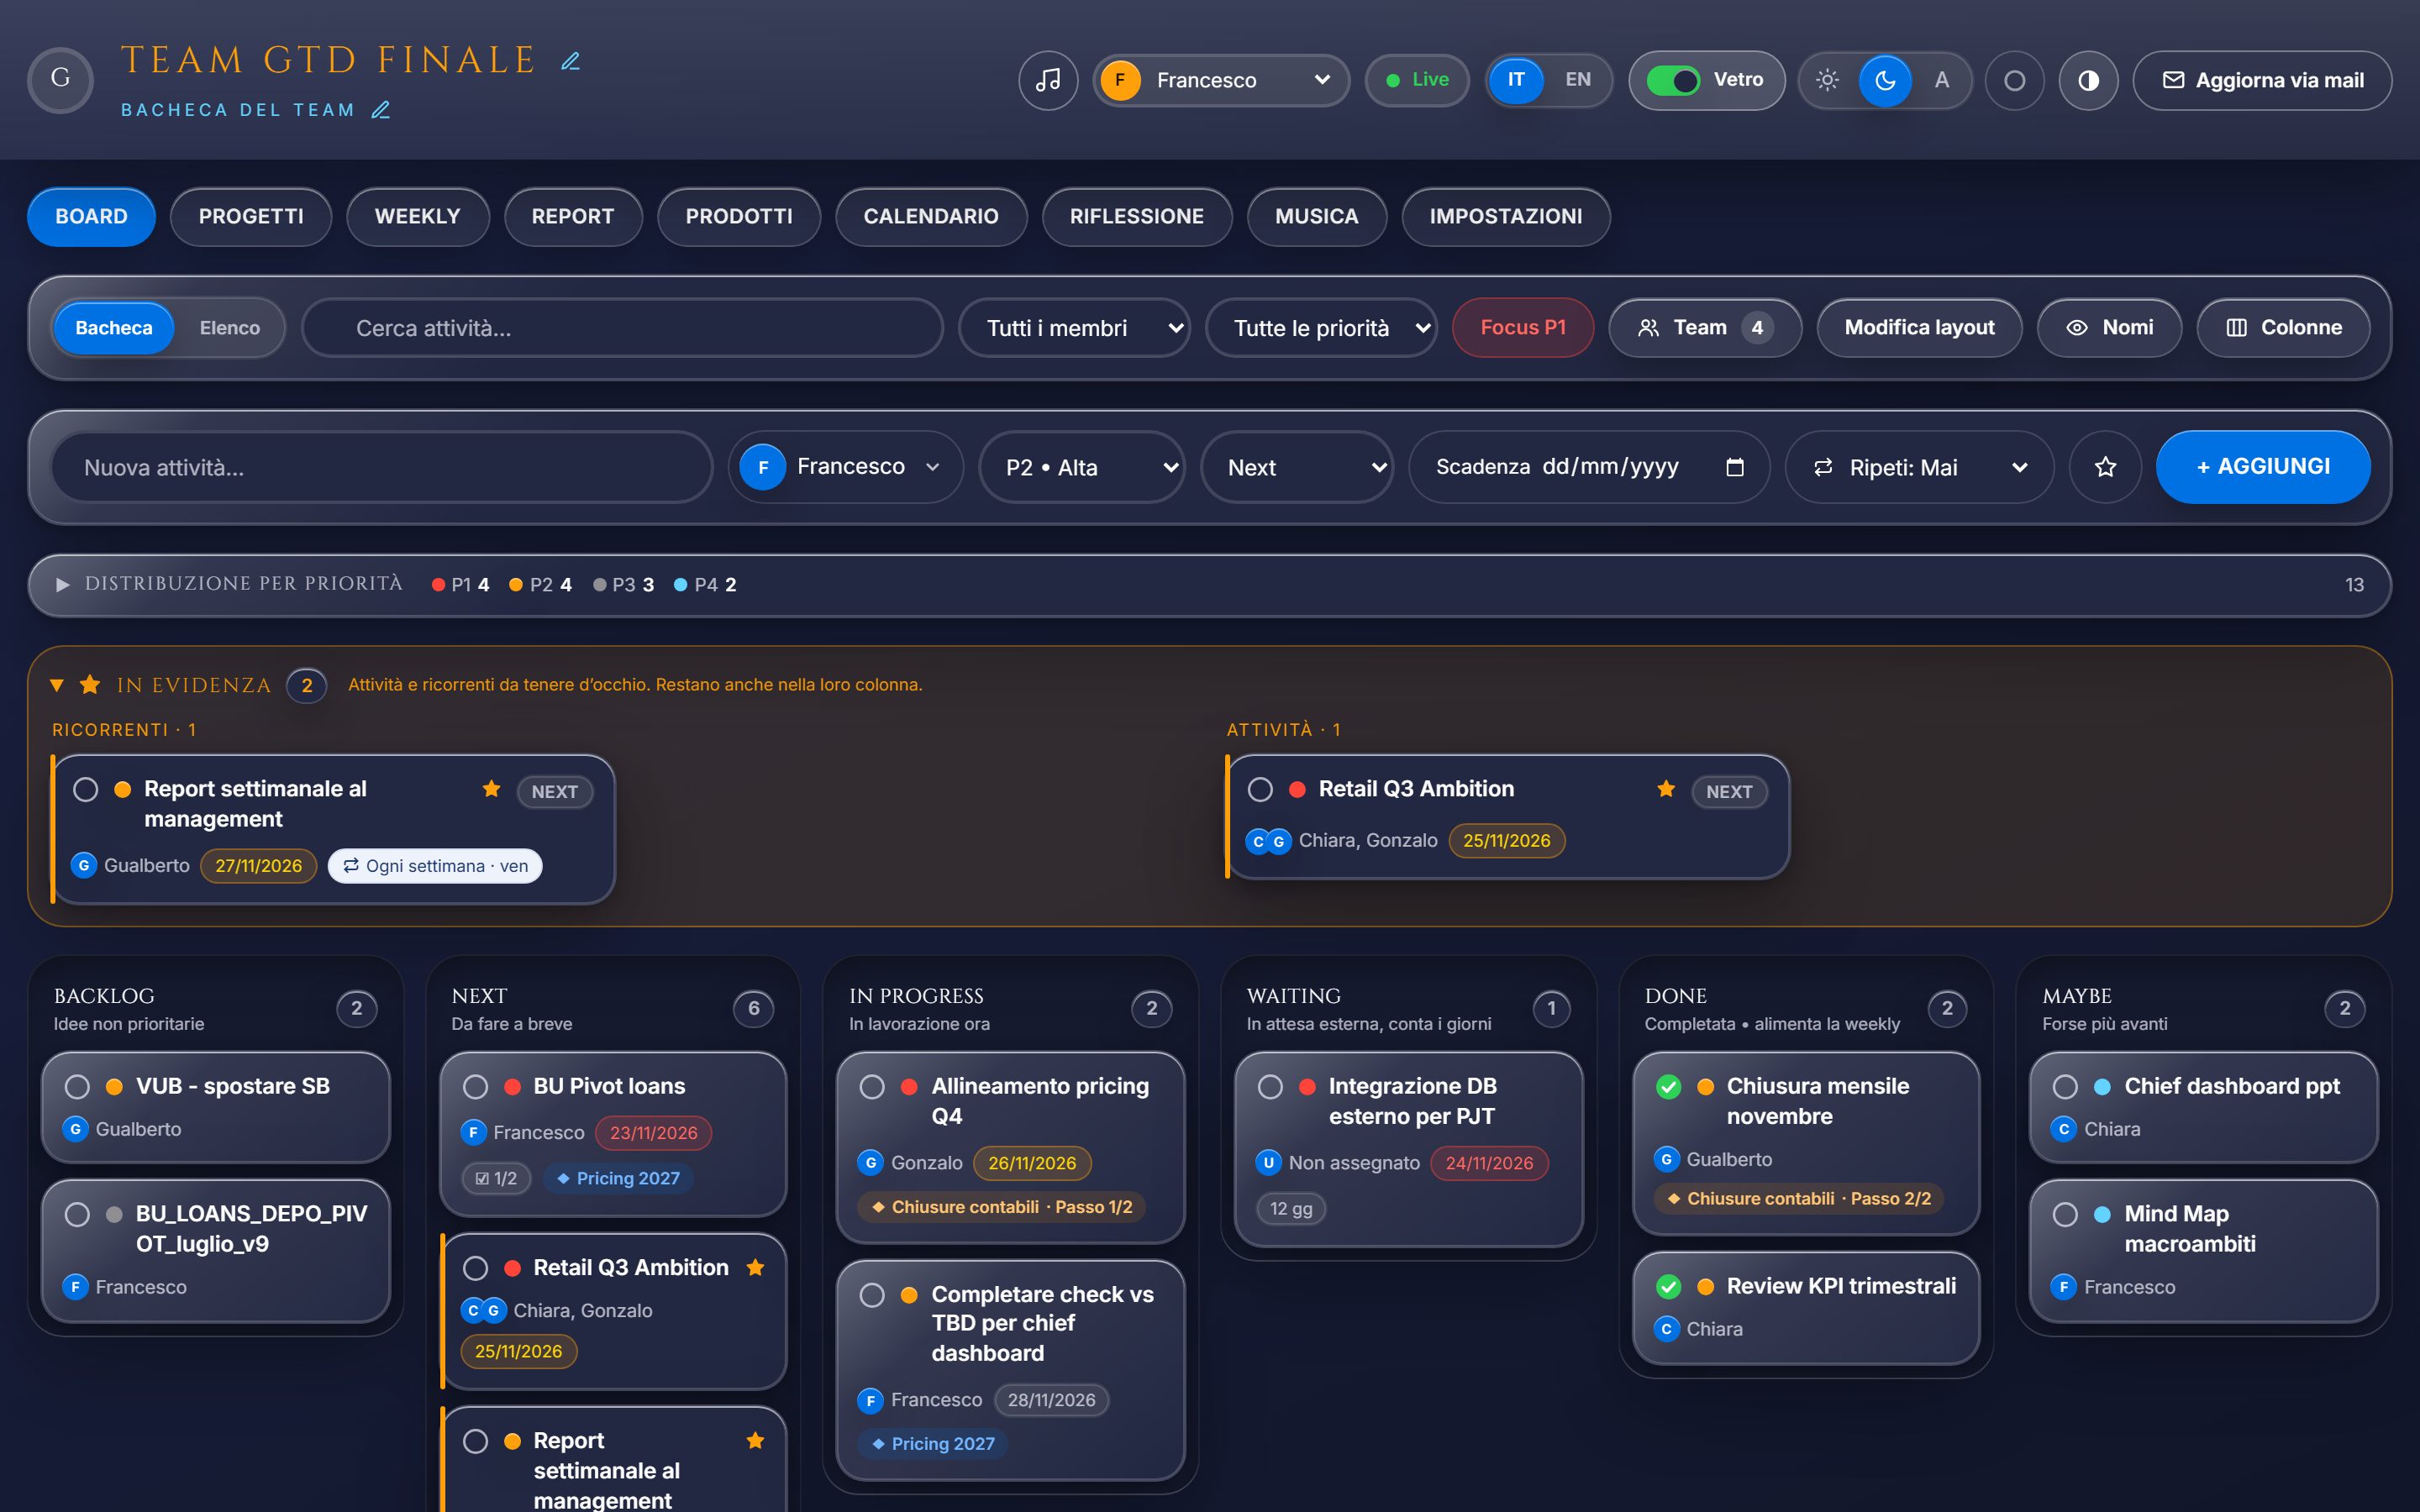 G
TEAM GTD FINALE
BACHECA DEL TEAM
F Francesco
Live
IT EN
Vetro
A
Aggiorna via mail
BOARD PROGETTI WEEKLY REPORT PRODOTTI CALENDARIO RIFLESSIONE MUSICA IMPOSTAZIONI
Bacheca Elenco Cerca attività... Tutti i membri Tutte le priorità Focus P1 Team 4 Modifica layout Nomi Colonne
Nuova attività... F Francesco P2 • Alta Next Scadenza dd/mm/yyyy Ripeti: Mai + AGGIUNGI
DISTRIBUZIONE PER PRIORITÀ P1 4 P2 4 P3 3 P4 2 13
IN EVIDENZA 2 Attività e ricorrenti da tenere d’occhio. Restano anche nella loro colonna.
RICORRENTI · 1
Report settimanale al
management
NEXT
G Gualberto 27/11/2026 Ogni settimana · ven
ATTIVITÀ · 1
Retail Q3 Ambition NEXT
C G Chiara, Gonzalo 25/11/2026
BACKLOG 2
Idee non prioritarie
VUB - spostare SB
G Gualberto
BU_LOANS_DEPO_PIV
OT_luglio_v9
F Francesco
NEXT 6
Da fare a breve
BU Pivot loans
F Francesco 23/11/2026
1/2 Pricing 2027
Retail Q3 Ambition
C G Chiara, Gonzalo
25/11/2026
Report
settimanale al
management
IN PROGRESS 2
In lavorazione ora
Allineamento pricing
Q4
G Gonzalo 26/11/2026
Chiusure contabili · Passo 1/2
Completare check vs
TBD per chief
dashboard
F Francesco 28/11/2026
Pricing 2027
WAITING 1
In attesa esterna, conta i giorni
Integrazione DB
esterno per PJT
U Non assegnato 24/11/2026
12 gg
DONE 2
Completata • alimenta la weekly
Chiusura mensile
novembre
G Gualberto
Chiusure contabili · Passo 2/2
Review KPI trimestrali
C Chiara
MAYBE 2
Forse più avanti
Chief dashboard ppt
C Chiara
Mind Map
macroambiti
F Francesco